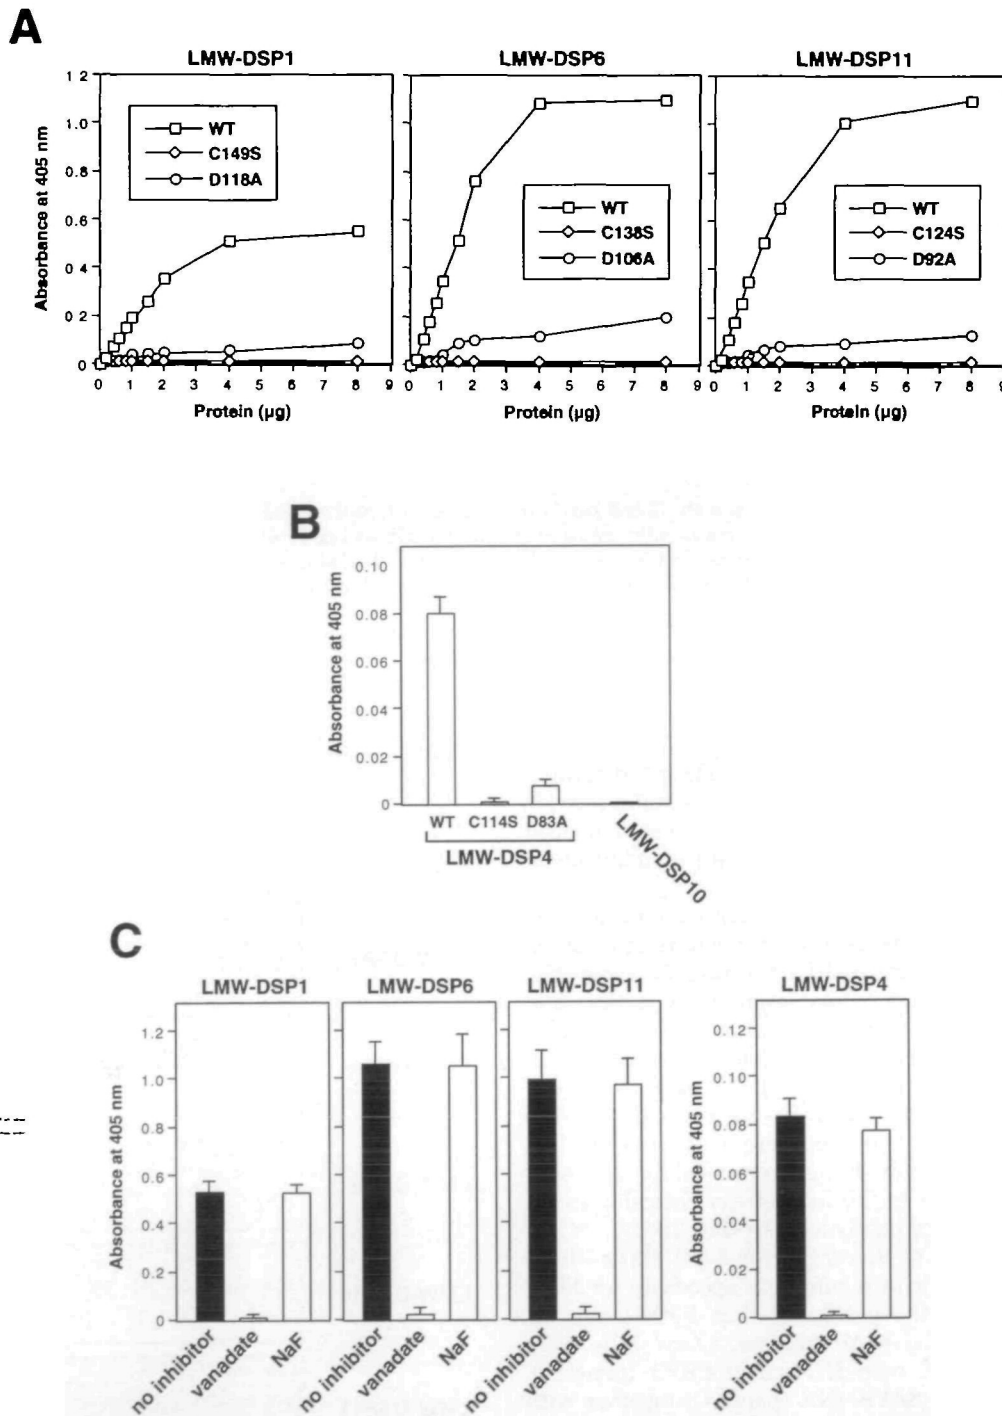 A
LMW-DSP1 LMW-DSP6 LMW-DSP11
Absorbance at 405 nm
1 2
1.0
0.8
0.6
0 4
0 2
0
WT
C149S
D118A
WT
C138S
D106A
WT
C124S
D92A
0 1 2 3 4 5 6 7 8 9
0 1 2 3 4 5 6 7 8 9
0 1 2 3 4 5 6 7 8 9
Protein (µg) Protein (µg) Protein (µg)
B
Absorbance at 405 nm
0.10
0.08
0.06
0.04
0.02
0
WT C114S D83A
LMW-DSP4
LMW-DSP10
C
LMW-DSP1 LMW-DSP6 LMW-DSP11 LMW-DSP4
Absorbance at 405 nm
1.2
1.0
0.8
0.6
0.4
0.2
0
Absorbance at 405 nm
0.12
0.10
0.08
0.06
0.04
0.02
0
no inhibitor vanadate NaF
no inhibitor vanadate NaF
no inhibitor vanadate NaF
no inhibitor vanadate NaF